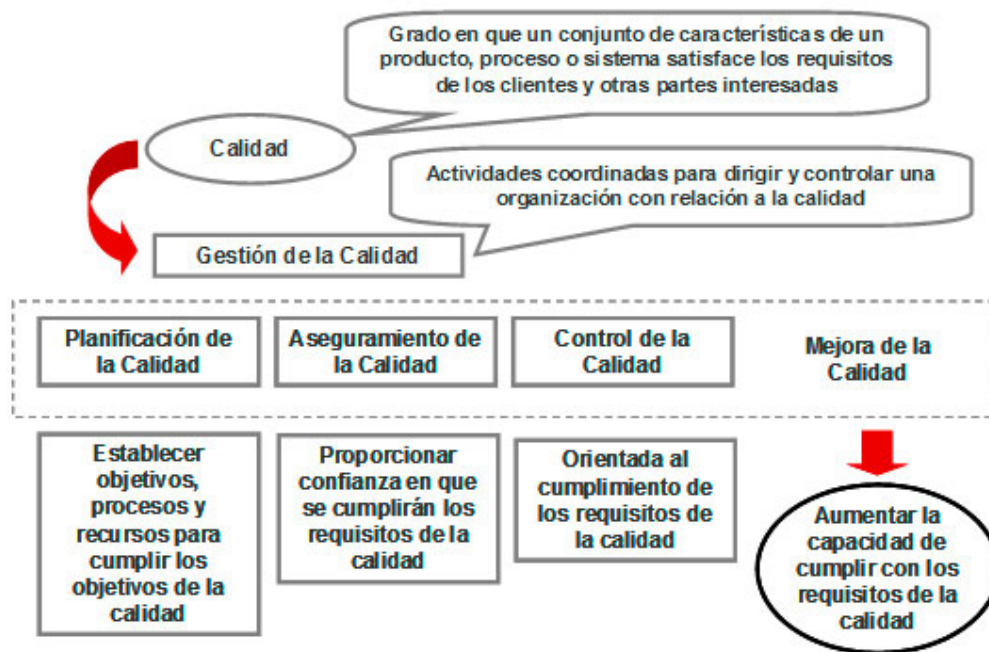 Grado en que un conjunto de características de un
producto, proceso o sistema satisface los requisitos
de los clientes y otras partes interesadas
Calidad
Actividades coordinadas para dirigir y controlar una
organización con relación a la calidad
Gestión de la Calidad
Planificación de
la Calidad
Aseguramiento de
la Calidad
Control de la
Calidad
Mejora de la
Calidad
Establecer
objetivos,
procesos y
recursos para
cumplir los
objetivos de la
calidad
Proporcionar
confianza en que
se cumplirán los
requisitos de la
calidad
Orientada al
cumplimiento de
los requisitos de
la calidad
Aumentar la
capacidad de
cumplir con los
requisitos de la
calidad